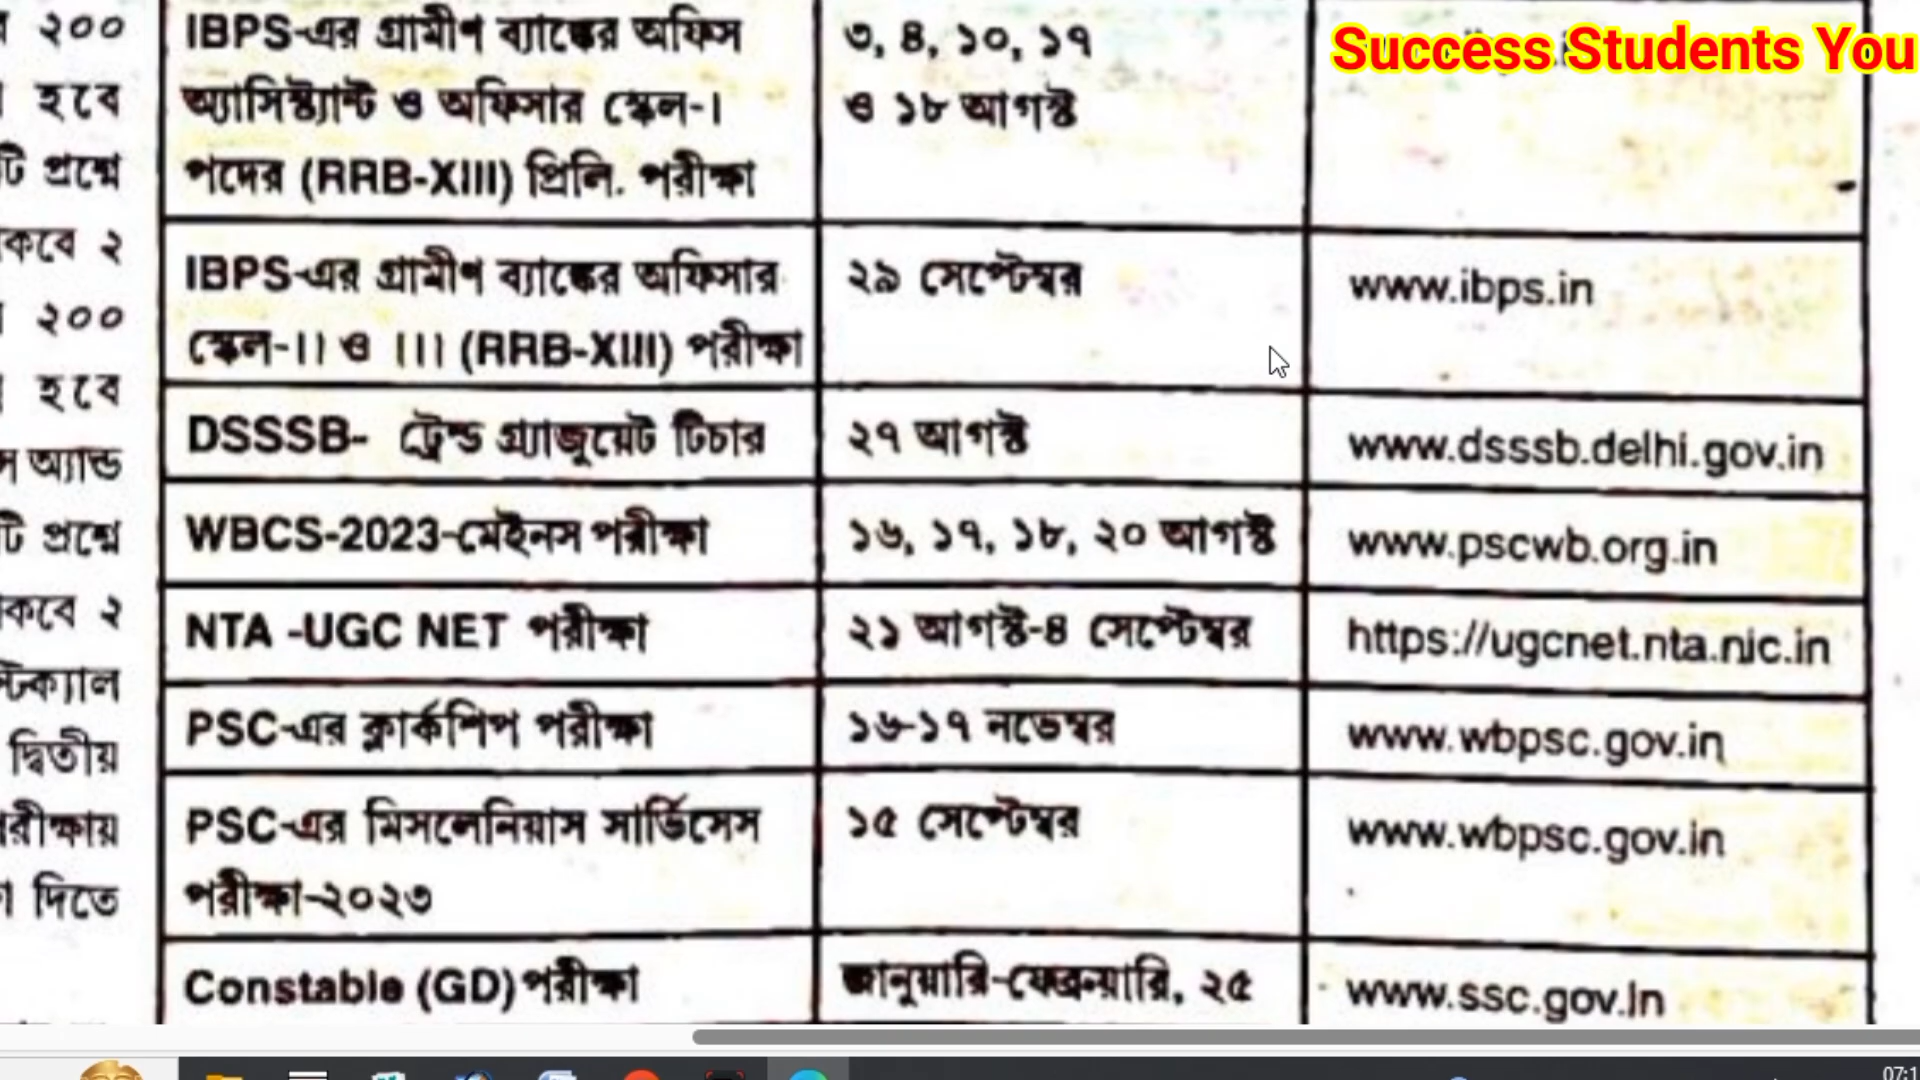 ২০০
হবে
টি প্রশ্নে
কবে ২
২০০
হবে
অ্যান্ড
টি প্রশ্নে
কবে ২
দ্বিতীয়
দিতে
IBPS-এর গ্রামীণ ব্যাঙ্কের অফিস
অ্যাসিস্ট্যান্ট ও অফিসার স্কেল-।
পদের (RRB-XIII) প্রিলি. পরীক্ষা
৩, ৪, ১০, ১৭
ও ১৮ আগস্ট
Success Students You
IBPS-এর গ্রামীণ ব্যাঙ্কের অফিসার
স্কেল-।। ও ।।। (RRB-XIII) পরীক্ষা
২৯ সেপ্টেম্বর
www.ibps.in
DSSSB- ট্রেন্ড গ্র্যাজুয়েট টিচার
২৭ আগস্ট
www.dsssb.delhi.gov.in
WBCS-2023-মেইনস পরীক্ষা
১৬, ১৭, ১৮, ২০ আগস্ট
www.pscwb.org.in
NTA -UGC NET পরীক্ষা
২১ আগস্ট-৪ সেপ্টেম্বর
https://ugcnet.nta.nic.in
PSC-এর ক্লার্কশিপ পরীক্ষা
১৬-১৭ নভেম্বর
www.wbpsc.gov.in
PSC-এর মিসলেনিয়াস সার্ভিসেস
পরীক্ষা-২০২৩
১৫ সেপ্টেম্বর
www.wbpsc.gov.in
Constable (GD) পরীক্ষা
জানুয়ারি-ফেব্রুয়ারি, ২৫
www.ssc.gov.in